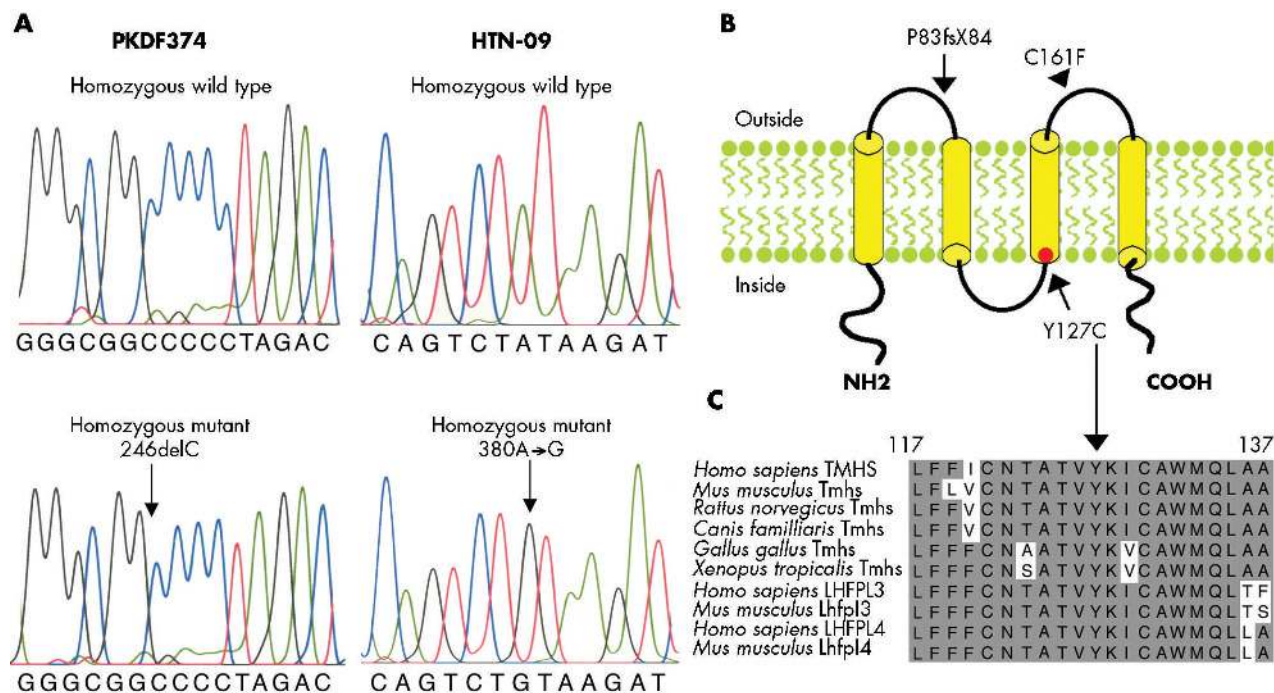 A
PKDF374
Homozygous wild type
GGGCGGCCCCCTAGAC
HTN-09
Homozygous wild type
CAGTCTATAAGAT
Homozygous mutant
246delC
GGGCGGCCCCTAGAC
Homozygous mutant
380A→G
CAGTCTGTAAGAT
B
P83fsX84
C161F
Outside
Inside
Y127C
NH2
COOH
C
117 137
Homo sapiens TMHS LFFICNTATVYKICAWMQLAA
Mus musculus Tmhs LFLVCNTATVYKICAWMQLAA
Rattus norvegicus Tmhs LFFVCNTATVYKICAWMQLAA
Canis familliaris Tmhs LFFVCNTATVYKICAWMQLAA
Gallus gallus Tmhs LFFFCNAATVYKVCAWMQLAA
Xenopus tropicalis Tmhs LFFFCNSATVYKVCAWMQLAA
Homo sapiens LHFPL3 LFFFCNTATVYKICAWMQLTF
Mus musculus Lhfpl3 LFFFCNTATVYKICAWMQLTS
Homo sapiens LHFPL4 LFFFCNTATVYKICAWMQLLA
Mus musculus Lhfpl4 LFFFCNTATVYKICAWMQLLA